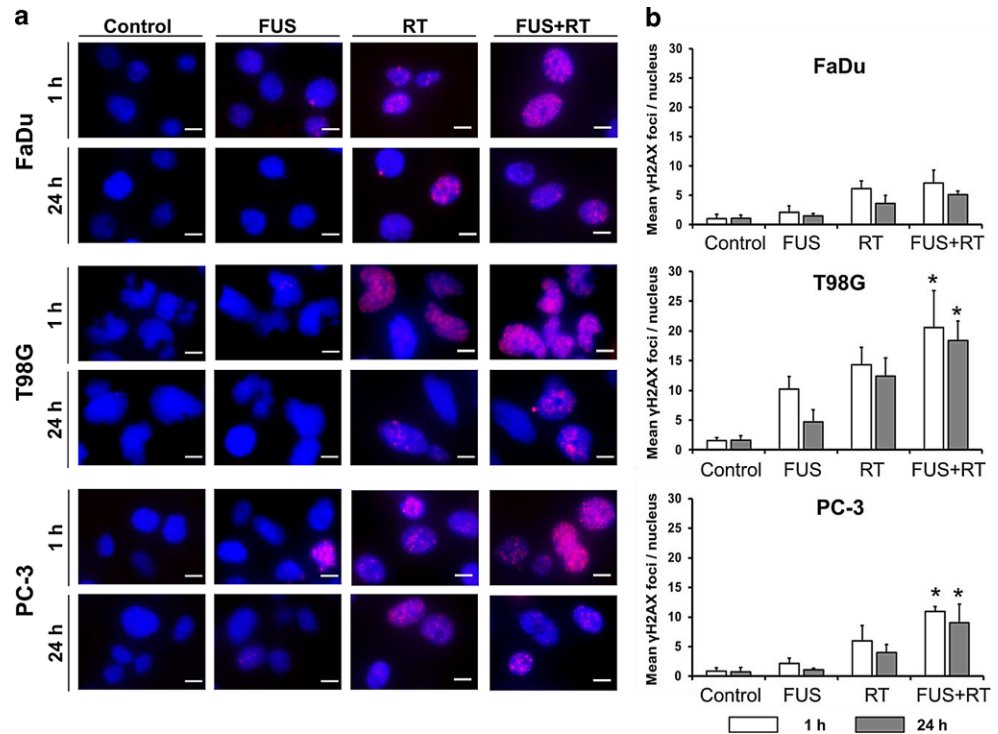 a
Control FUS RT FUS+RT
FaDu
1 h
24 h
T98G
1 h
24 h
PC-3
1 h
24 h
b
Mean γH2AX foci / nucleus
30
25
20
15
10
5
0
FaDu
Control FUS RT FUS+RT
Mean γH2AX foci / nucleus
30
25
20
15
10
5
0
T98G
* *
Control FUS RT FUS+RT
Mean γH2AX foci / nucleus
30
25
20
15
10
5
0
PC-3
* *
Control FUS RT FUS+RT
1 h 24 h